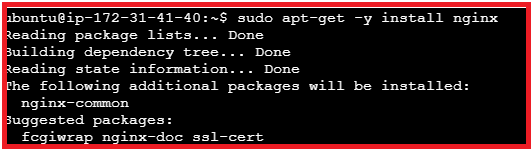 ubuntu@ip-172-31-41-40:~$ sudo apt-get -y install nginx
Reading package lists... Done
Building dependency tree... Done
Reading state information... Done
The following additional packages will be installed:
  nginx-common
Suggested packages:
  fcgiwrap nginx-doc ssl-cert